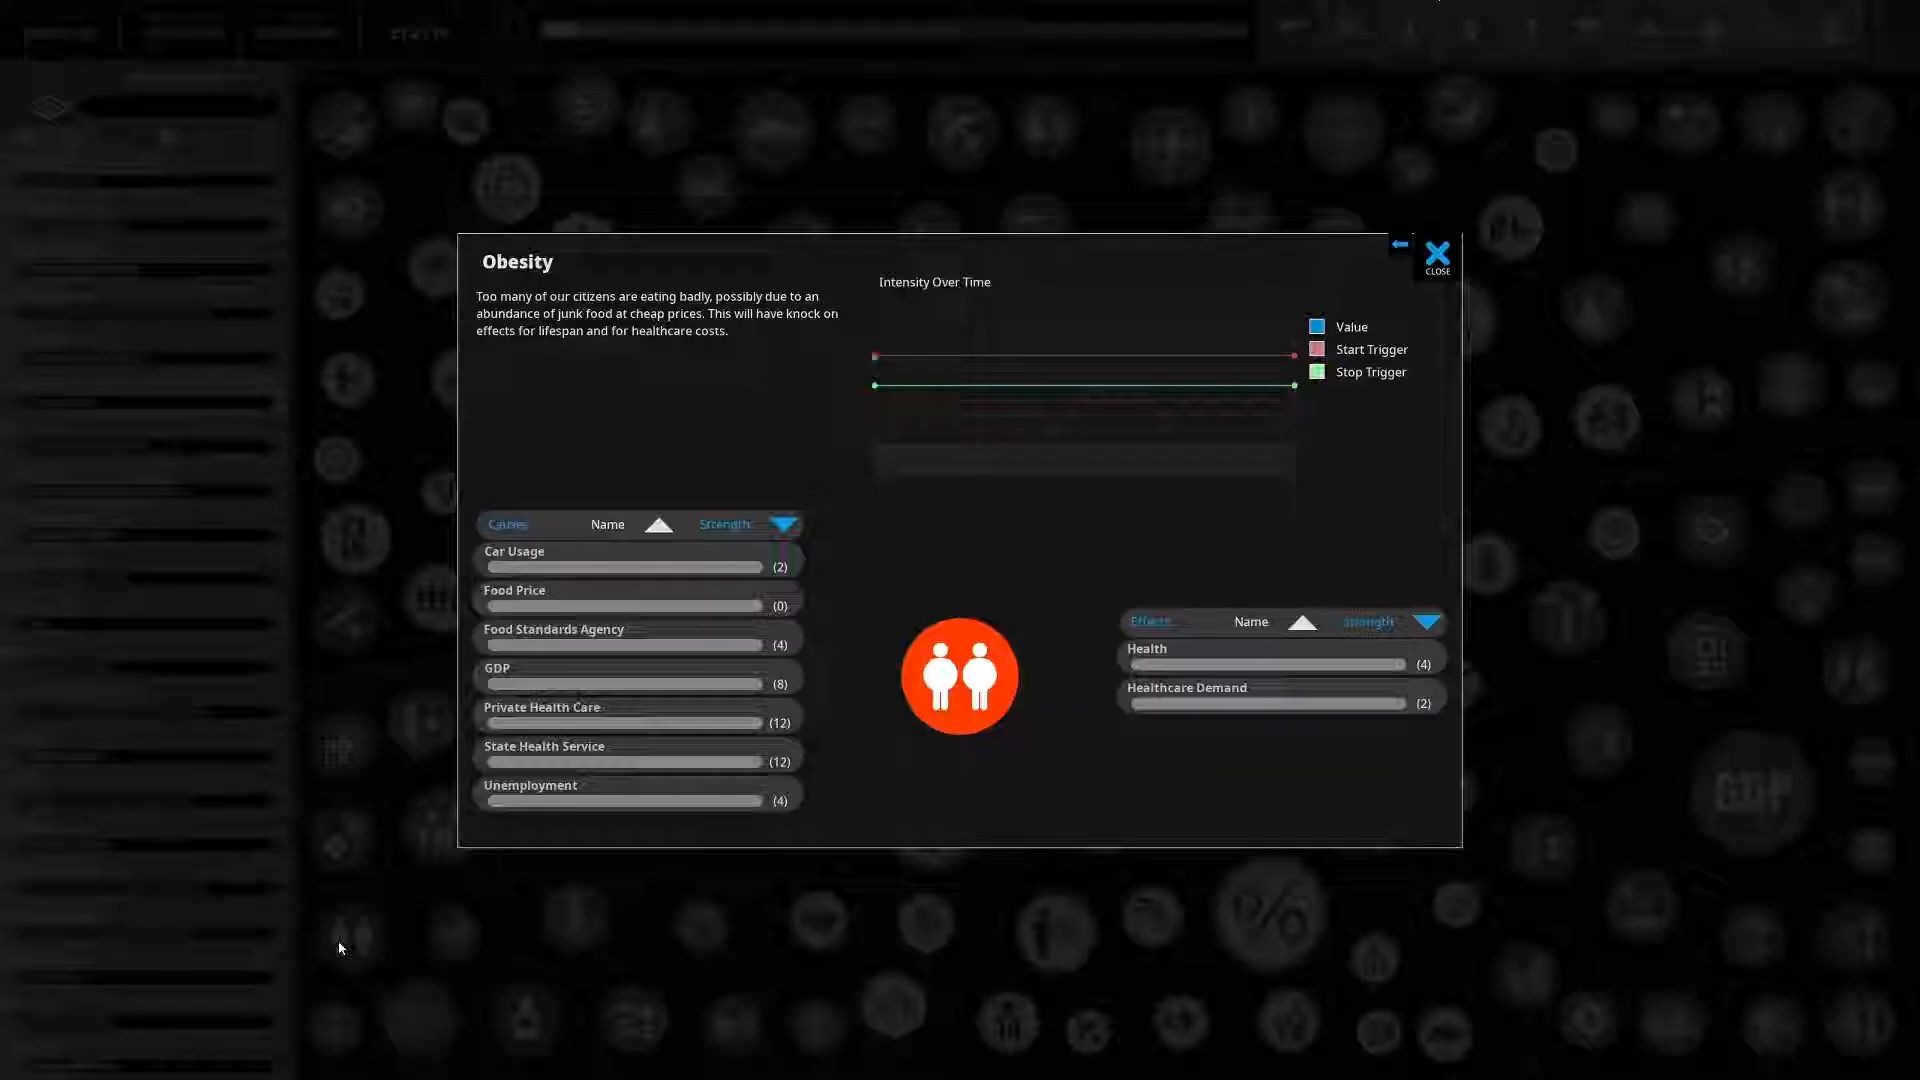 Obesity
Too many of our citizens are eating badly, possibly due to an
abundance of junk food at cheap prices. This will have knock on
effects for lifespan and for healthcare costs.
Intensity Over Time
CLOSE
Value
Start Trigger
Stop Trigger
Causes Name Strength
Car Usage
(2)
Food Price
(0)
Food Standards Agency
(4)
GDP
(8)
Private Health Care
(12)
State Health Service
(12)
Unemployment
(4)
Effects Name Strength
Health
(4)
Healthcare Demand
(2)
GDP